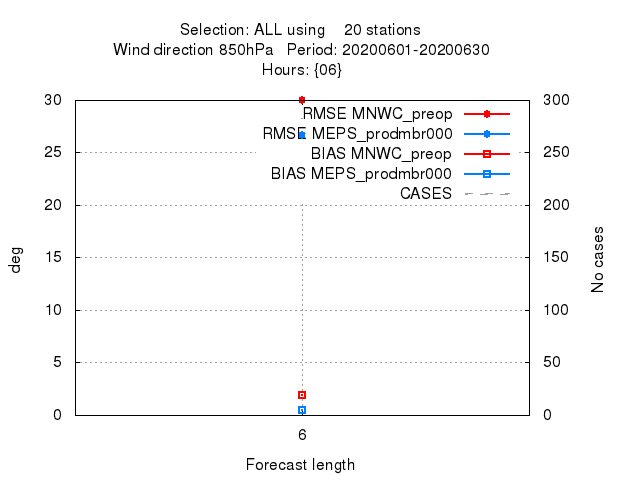 Selection: ALL using    20 stations
Wind direction 850hPa   Period: 20200601-20200630
Hours: {06}
30
300
RMSE MNWC_preop
RMSE MEPS_prodmbr000
25
BIAS MNWC_preop
250
BIAS MEPS_prodmbr000
CASES
20
200
15
150
deg
No cases
10
100
5
50
0
0
6
Forecast length